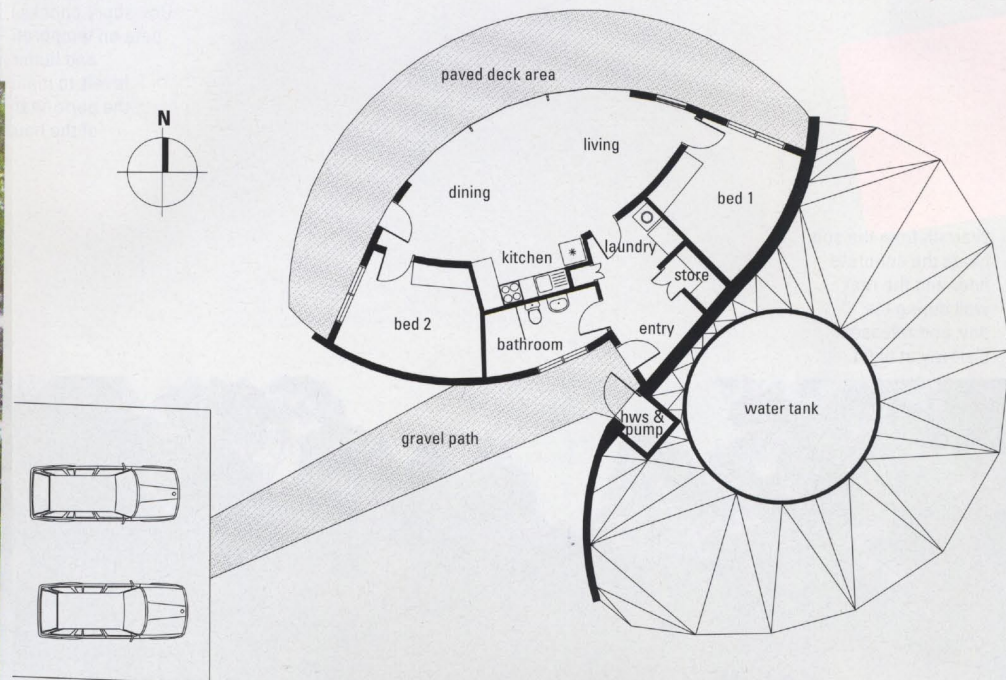 paved deck area
N
living
dining
bed 1
kitchen
laundry
store
bed 2
bathroom
entry
hws &
pump
water tank
gravel path